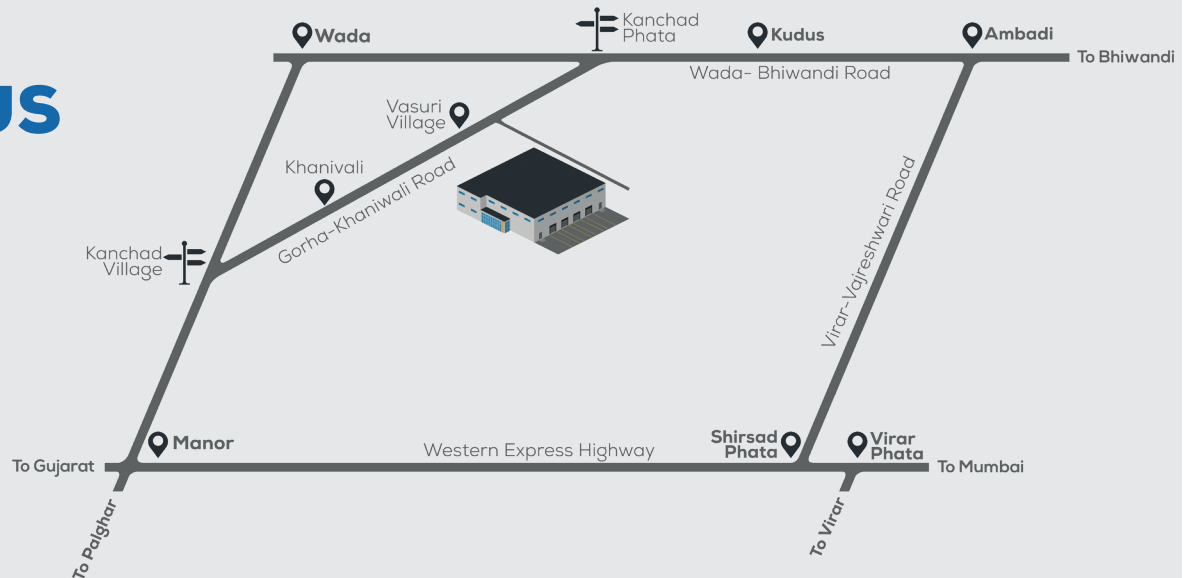 Kanchad
Phata
Wada
Kudus
Ambadi
To Bhiwandi
Wada- Bhiwandi Road
US
Vasuri
Village
Khanivali
Gorha-Khaniwali Road
Virar-Vajreshwari Road
Kanchad
Village
Manor
Western Express Highway
Shirsad
Phata
Virar
Phata
To Gujarat
To Mumbai
To Palghar
To Virar